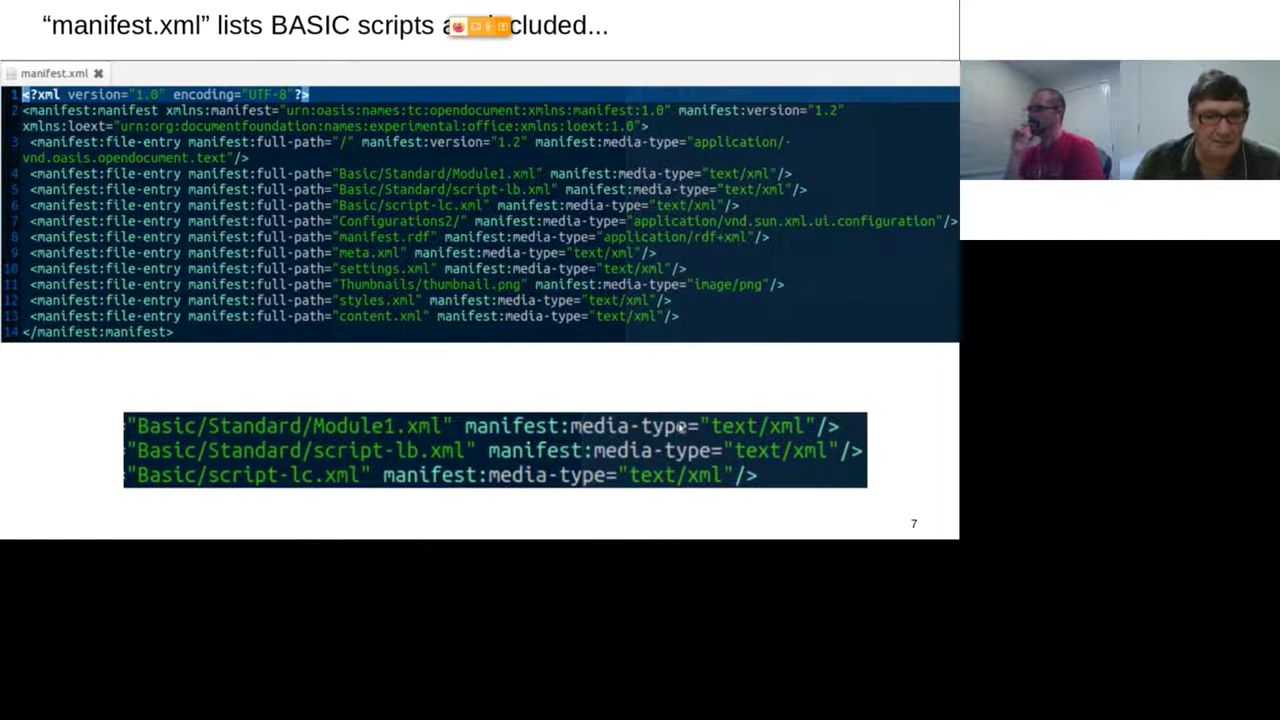 “manifest.xml” lists BASIC scripts cluded...
manifest.xml ✖
1 <?xml version="1.0" encoding="UTF-8"?>
2 <manifest:manifest xmlns:manifest="urn:oasis:names:tc:opendocument:xmlns:manifest:1.0" manifest:version="1.2"
xmlns:loext="urn:org:documentfoundation:names:experimental:office:xmlns:loext:1.0">
3 <manifest:file-entry manifest:full-path="/" manifest:version="1.2" manifest:media-type="application/
vnd.oasis.opendocument.text"/>
4 <manifest:file-entry manifest:full-path="Basic/Standard/Module1.xml" manifest:media-type="text/xml"/>
5 <manifest:file-entry manifest:full-path="Basic/Standard/script-lb.xml" manifest:media-type="text/xml"/>
6 <manifest:file-entry manifest:full-path="Basic/script-lc.xml" manifest:media-type="text/xml"/>
7 <manifest:file-entry manifest:full-path="Configurations2/" manifest:media-type="application/vnd.sun.xml.ui.configuration"/>
8 <manifest:file-entry manifest:full-path="manifest.rdf" manifest:media-type="application/rdf+xml"/>
9 <manifest:file-entry manifest:full-path="meta.xml" manifest:media-type="text/xml"/>
10 <manifest:file-entry manifest:full-path="settings.xml" manifest:media-type="text/xml"/>
11 <manifest:file-entry manifest:full-path="Thumbnails/thumbnail.png" manifest:media-type="image/png"/>
12 <manifest:file-entry manifest:full-path="styles.xml" manifest:media-type="text/xml"/>
13 <manifest:file-entry manifest:full-path="content.xml" manifest:media-type="text/xml"/>
14 </manifest:manifest>
"Basic/Standard/Module1.xml" manifest:media-type="text/xml"/>
"Basic/Standard/script-lb.xml" manifest:media-type="text/xml"/>
"Basic/script-lc.xml" manifest:media-type="text/xml"/>
7